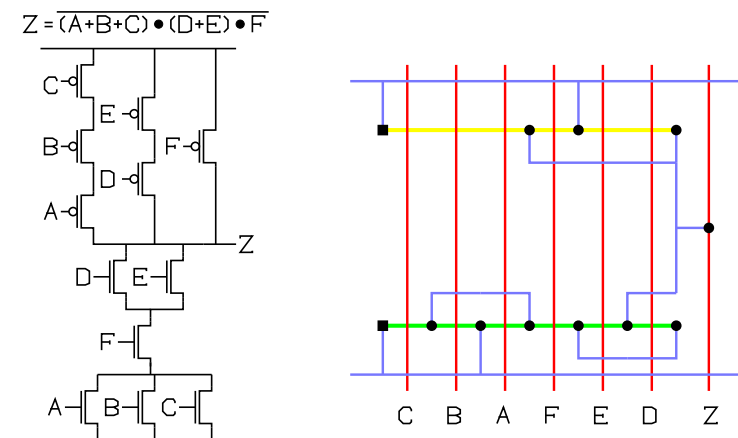 Z = (A+B+C) • (D+E) • F
C
E
B
F
D
A
Z
D
E
F
A
B
C
C B A F E D Z